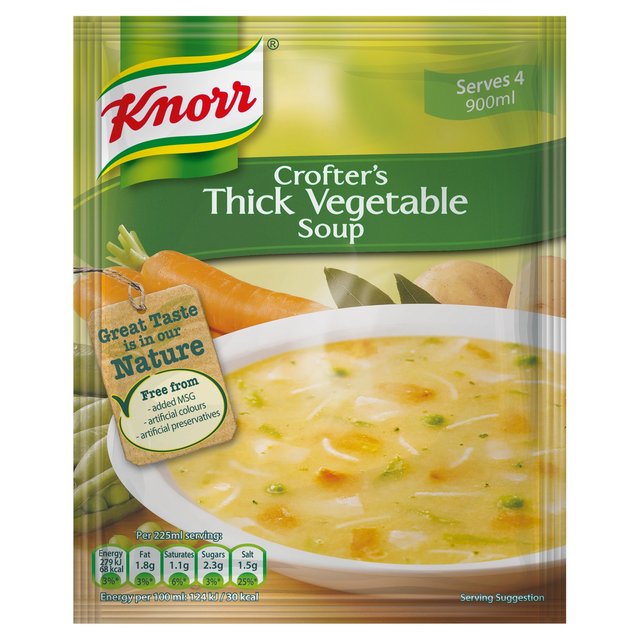 Knorr®
Serves 4
900ml
Crofter's
Thick Vegetable
Soup
Great Taste
is in our
Nature
Free from
- added MSG
- artificial colours
- artificial preservatives
Per 225ml serving:
Energy Fat Saturates Sugars Salt
279 kJ
68 kcal 1.8g 1.1g 2.3g 1.5g
3%* 3%* 6%* 3%* 25%*
Energy per 100 ml: 124 kJ / 30 kcal
Serving Suggestion